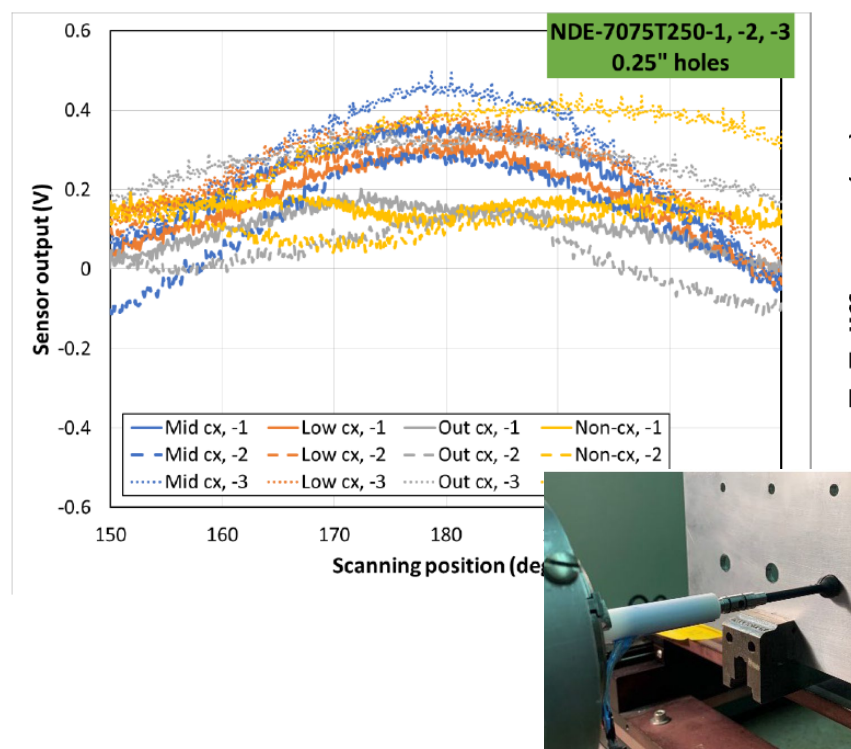 NDE-7075T250-1, -2, -3
0.25" holes
0.6
0.4
0.2
0
-0.2
-0.4
-0.6
Sensor output (V)
Mid cx, -1
Low cx, -1
Out cx, -1
Non-cx, -1
Mid cx, -2
Low cx, -2
Out cx, -2
Non-cx, -2
Mid cx, -3
Low cx, -3
Out cx, -3
150
160
170
180
Scanning position (deg